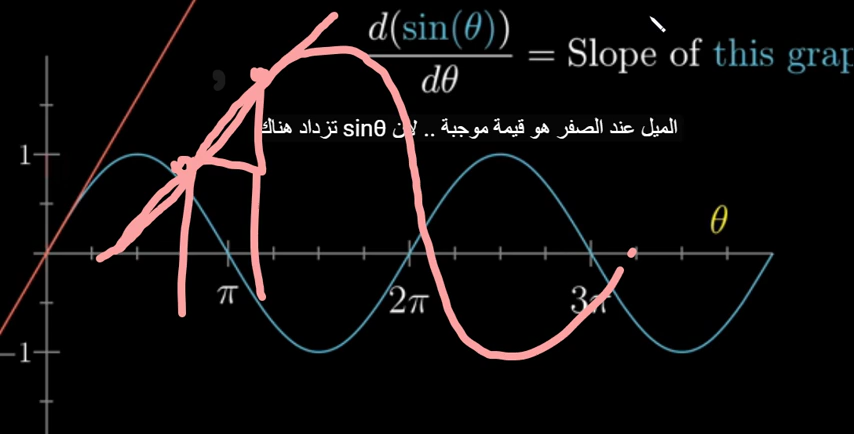 d(sin(θ))
dθ
= Slope of this grap
الميل عند الصفر هو قيمة موجبة .. لأن sinθ تزداد هناك
1
θ
π
2π
3π
−1